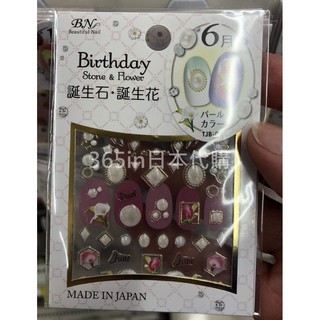 BN
Beautiful Nail
6月
Birthday
Stone & Flower
誕生石・誕生花
パール
カラー
365in日本代購
June
June
MADE IN JAPAN